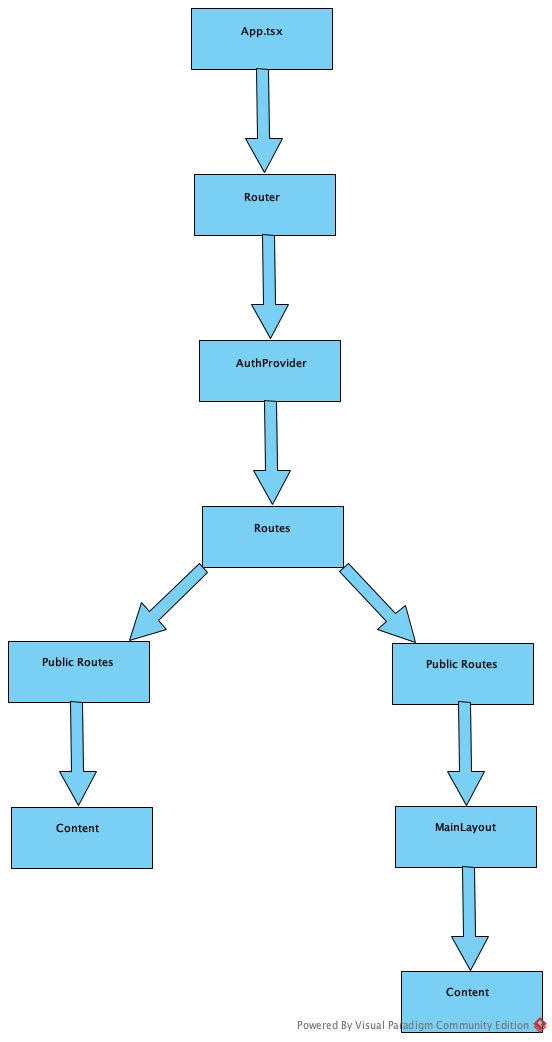 App.tsx
Router
AuthProvider
Routes
Public Routes
Public Routes
Content
MainLayout
Content
Powered By Visual Paradigm Community Edition